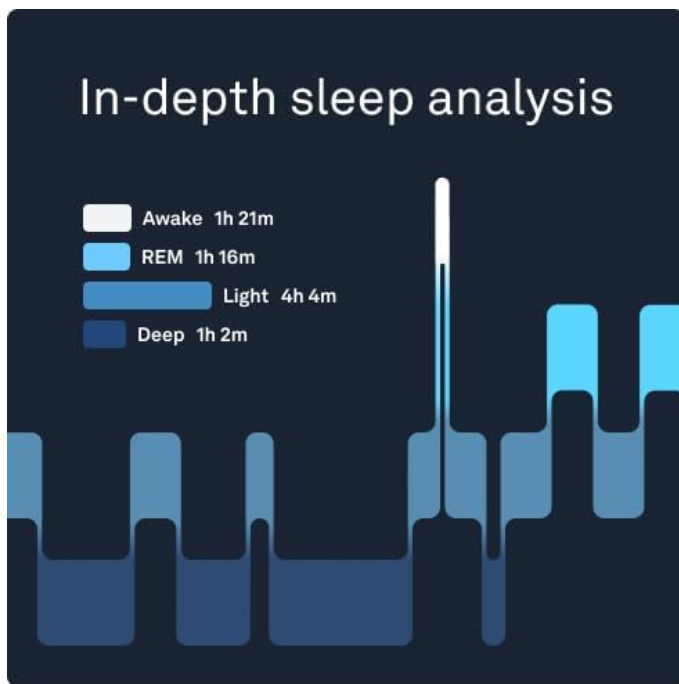 In-depth sleep analysis
Awake 1h 21m
REM 1h 16m
Light 4h 4m
Deep 1h 2m